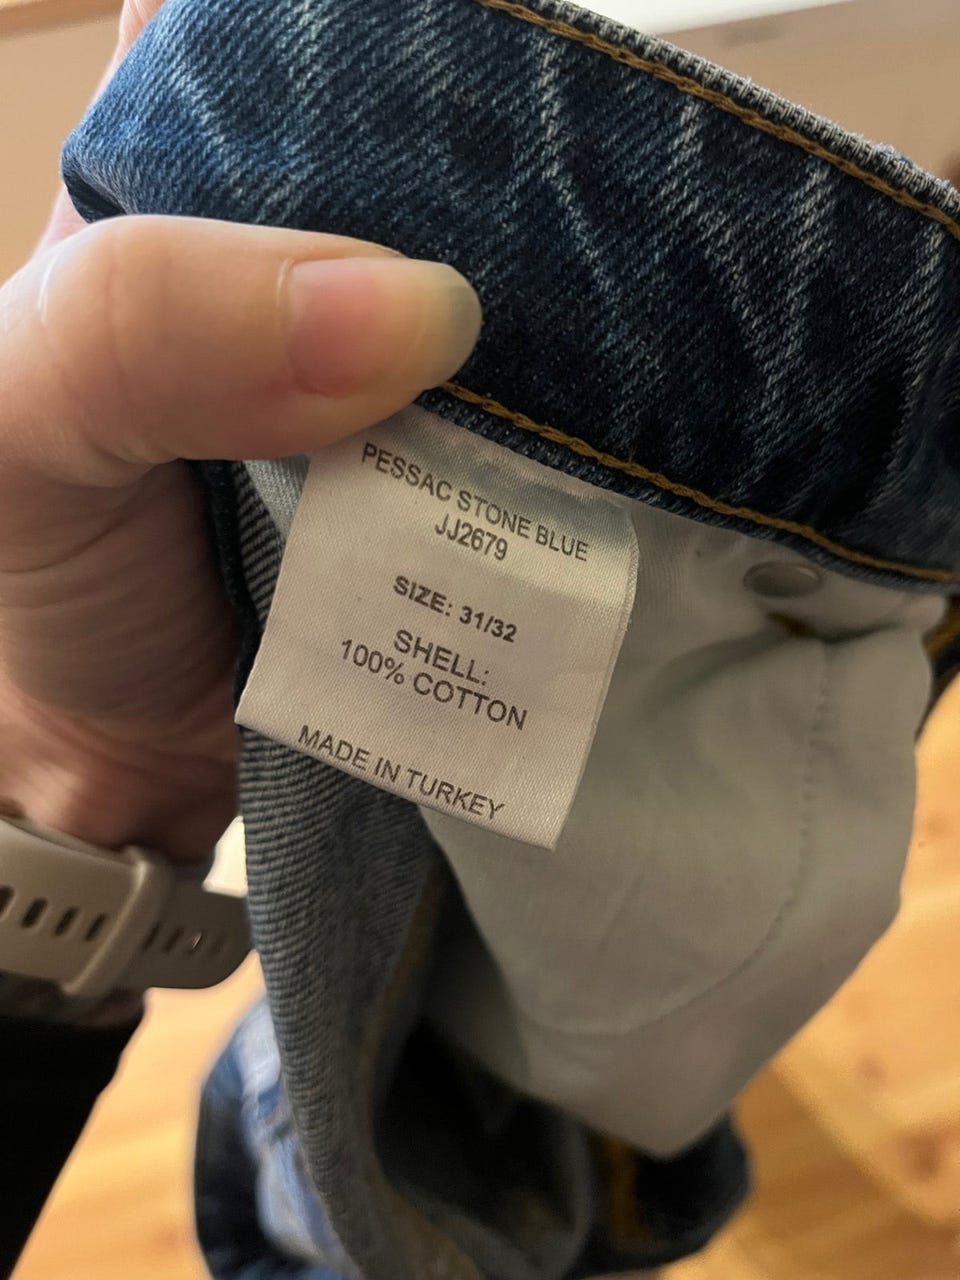 PESSAC STONE BLUE
JJ2679
SIZE: 31/32
SHELL:
100% COTTON
MADE IN TURKEY